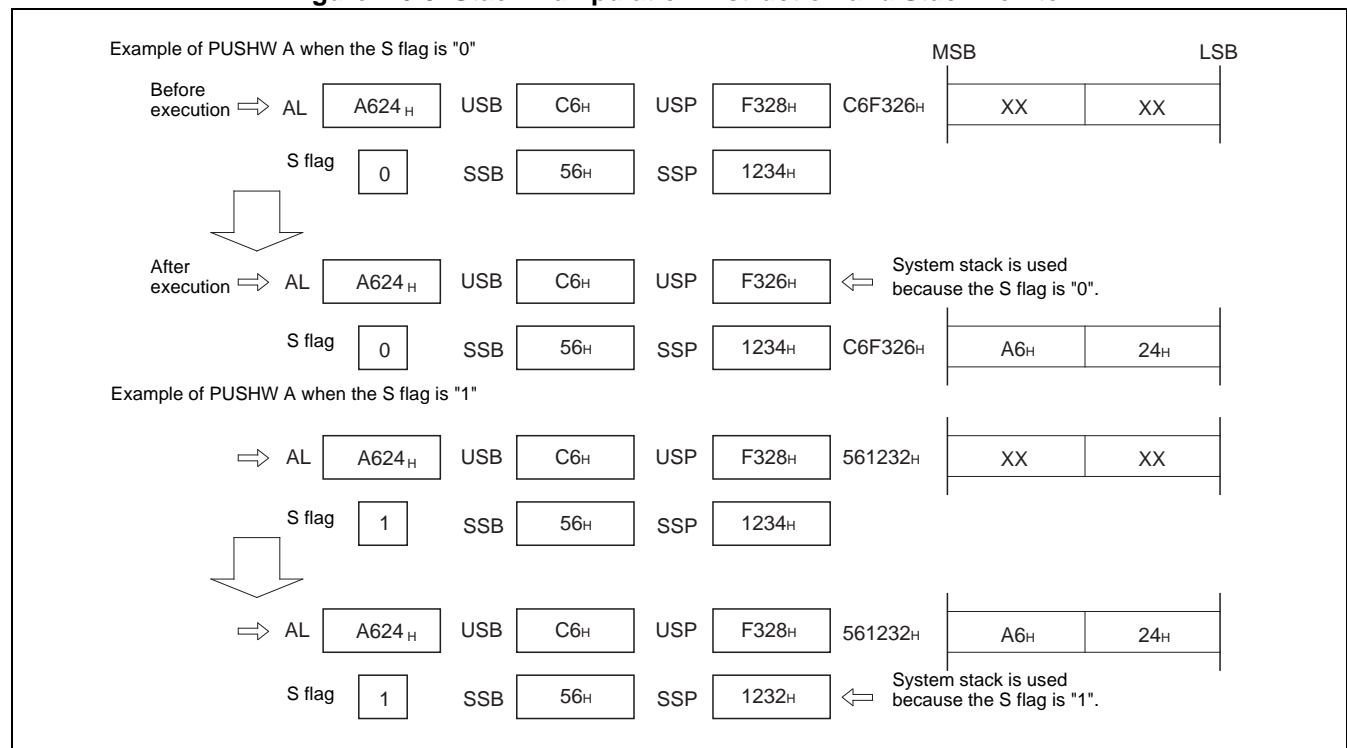 Example of PUSHW A when the S flag is "0"
MSB LSB
Before
execution AL A624H USB C6H USP F328H C6F326H XX XX
S flag 0 SSB 56H SSP 1234H
After
execution AL A624H USB C6H USP F326H System stack is used
because the S flag is "0".
S flag 0 SSB 56H SSP 1234H C6F326H A6H 24H
Example of PUSHW A when the S flag is "1"
AL A624H USB C6H USP F328H 561232H XX XX
S flag 1 SSB 56H SSP 1234H
AL A624H USB C6H USP F328H 561232H A6H 24H
S flag 1 SSB 56H SSP 1232H System stack is used
because the S flag is "1".